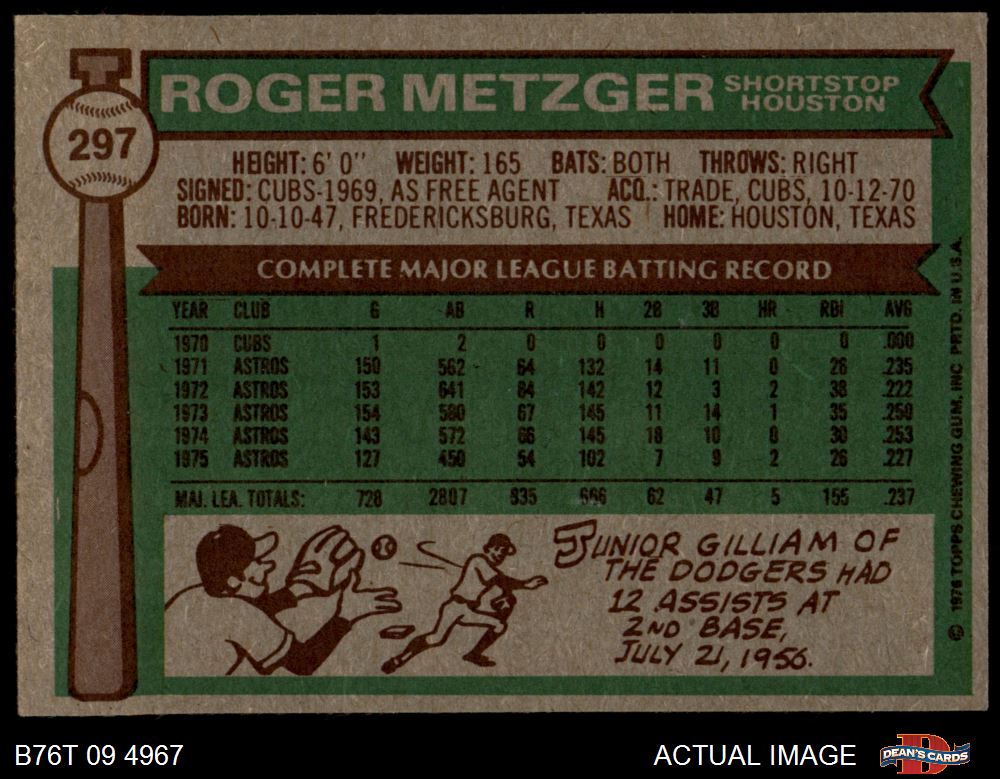 297
ROGER METZGER SHORTSTOP
HOUSTON
HEIGHT: 6' 0" WEIGHT: 165 BATS: BOTH THROWS: RIGHT
SIGNED: CUBS-1969, AS FREE AGENT ACQ.: TRADE, CUBS, 10-12-70
BORN: 10-10-47, FREDERICKSBURG, TEXAS HOME: HOUSTON, TEXAS
COMPLETE MAJOR LEAGUE BATTING RECORD
YEAR CLUB G AB R H 2B 3B HR RBI AVG
1970 CUBS 1 2 0 0 0 0 0 0 .000
1971 ASTROS 150 562 64 132 14 11 0 26 .235
1972 ASTROS 153 641 84 142 12 3 2 38 .222
1973 ASTROS 154 580 67 145 11 14 1 35 .250
1974 ASTROS 143 572 66 145 18 10 0 30 .253
1975 ASTROS 127 450 54 102 7 9 2 26 .227
MAJ. LEA. TOTALS: 728 2807 335 666 62 47 5 155 .237
JUNIOR GILLIAM OF
THE DODGERS HAD
12 ASSISTS AT
2ND BASE,
JULY 21, 1956.
© 1976 TOPPS CHEWING GUM, INC PRTD. IN U.S.A.
B76T 09 4967 ACTUAL IMAGE DEAN'S CARDS